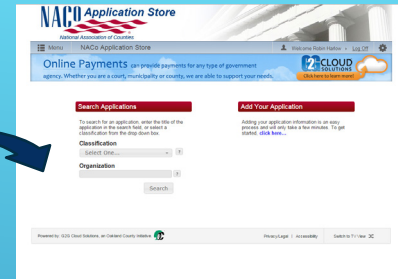 NACO Application Store
National Association of Counties
Menu NACo Application Store Welcome Robin Harlow Log Off
Online Payments can provide payments for any type of government
agency. Whether you are a court, municipality or county, we are able to support your needs.
G2G CLOUD SOLUTIONS
Click here to learn more!
Search Applications
To search for an application, enter the title of the
application in the search field, or select a
classification from the drop down box.
Classification
Select One... ?
Organization
?
Search
Add Your Application
Adding your application information is an easy
process and will only take a few minutes. To get
started, click here...
Powered by: G2G Cloud Solutions, an Oakland County Initiative Privacy/Legal | Accessibility Switch to TV View